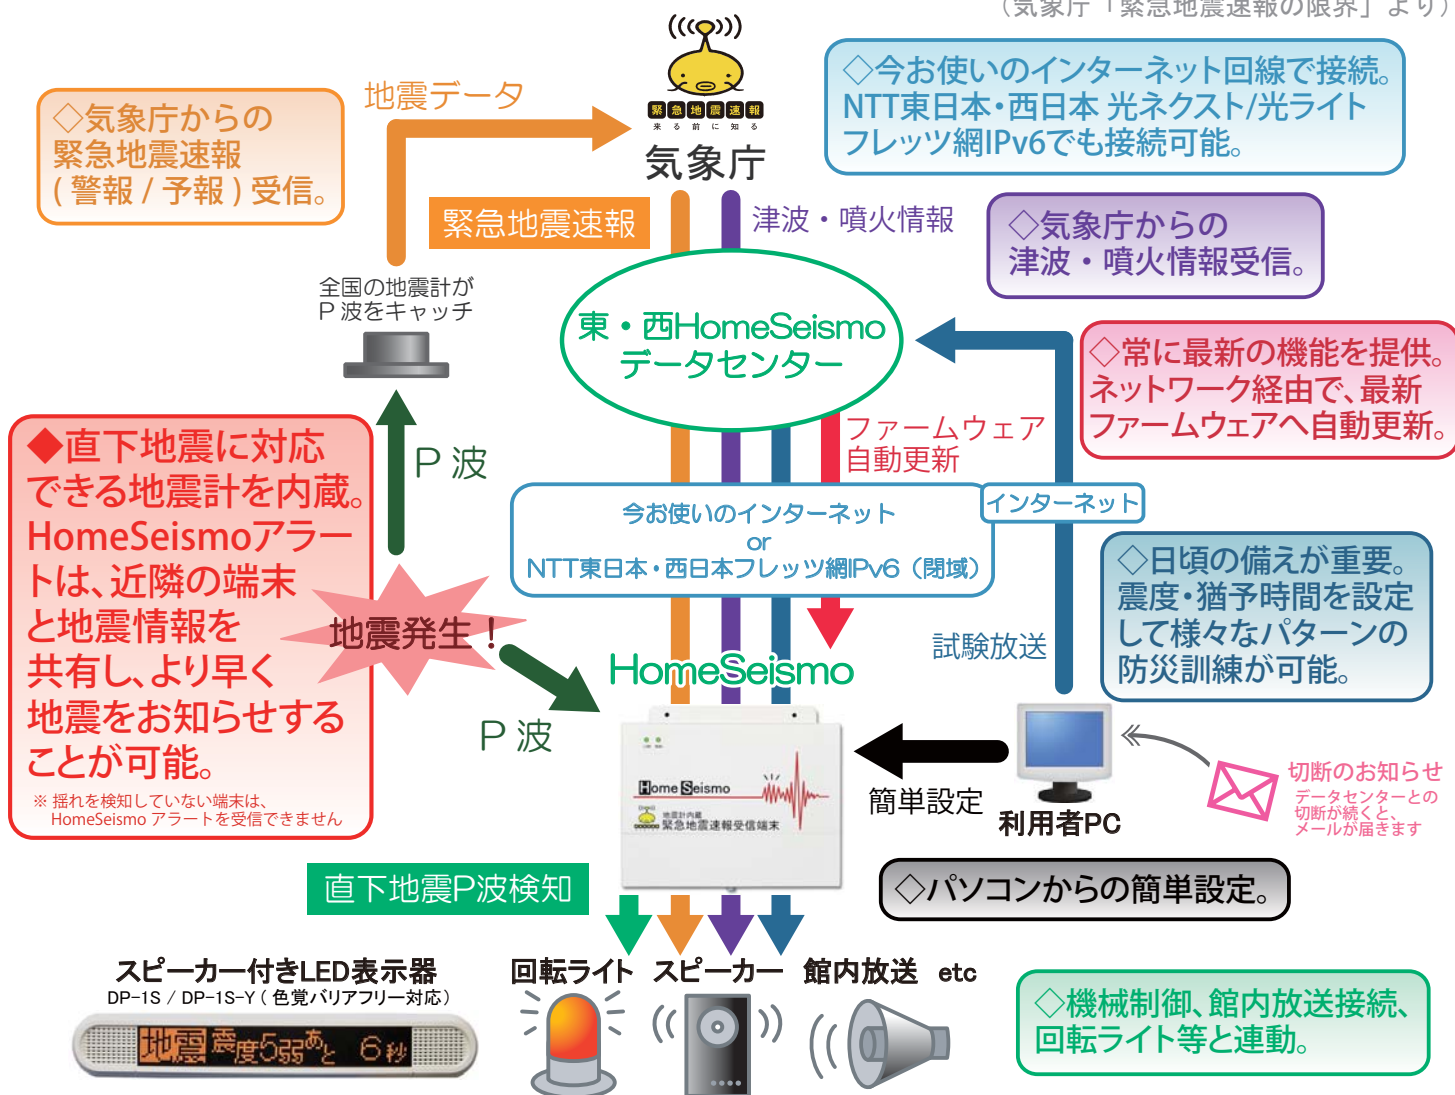 （気象庁「緊急地震速報の限界」より）
緊急地震速報
来る前に知る
気象庁
地震データ
◇気象庁からの
緊急地震速報
( 警報 / 予報 ) 受信。
◇今お使いのインターネット回線で接続。
NTT東日本・西日本 光ネクスト/光ライト
フレッツ網IPv6でも接続可能。
緊急地震速報
津波・噴火情報
◇気象庁からの
津波・噴火情報受信。
全国の地震計が
P 波をキャッチ
東・西HomeSeismo
データセンター
◇常に最新の機能を提供。
ネットワーク経由で、最新
ファームウェアへ自動更新。
◆直下地震に対応
できる地震計を内蔵。
HomeSeismoアラー
トは、近隣の端末
と地震情報を
共有し、より早く
地震をお知らせする
ことが可能。
※ 揺れを検知していない端末は、
HomeSeismo アラートを受信できません
P 波
ファームウェア
自動更新
今お使いのインターネット
or
NTT東日本・西日本フレッツ網IPv6（閉域）
インターネット
◇日頃の備えが重要。
震度・猶予時間を設定
して様々なパターンの
防災訓練が可能。
地震発生！
試験放送
HomeSeismo
P 波
Home Seismo
地震計内蔵
緊急地震速報受信端末
簡単設定
利用者PC
切断のお知らせ
データセンターとの
切断が続くと、
メールが届きます
直下地震P波検知
◇パソコンからの簡単設定。
スピーカー付きLED表示器
DP-1S / DP-1S-Y ( 色覚バリアフリー対応 )
地震 震度5弱 あと 6秒
回転ライト スピーカー 館内放送 etc
◇機械制御、館内放送接続、
回転ライト等と連動。